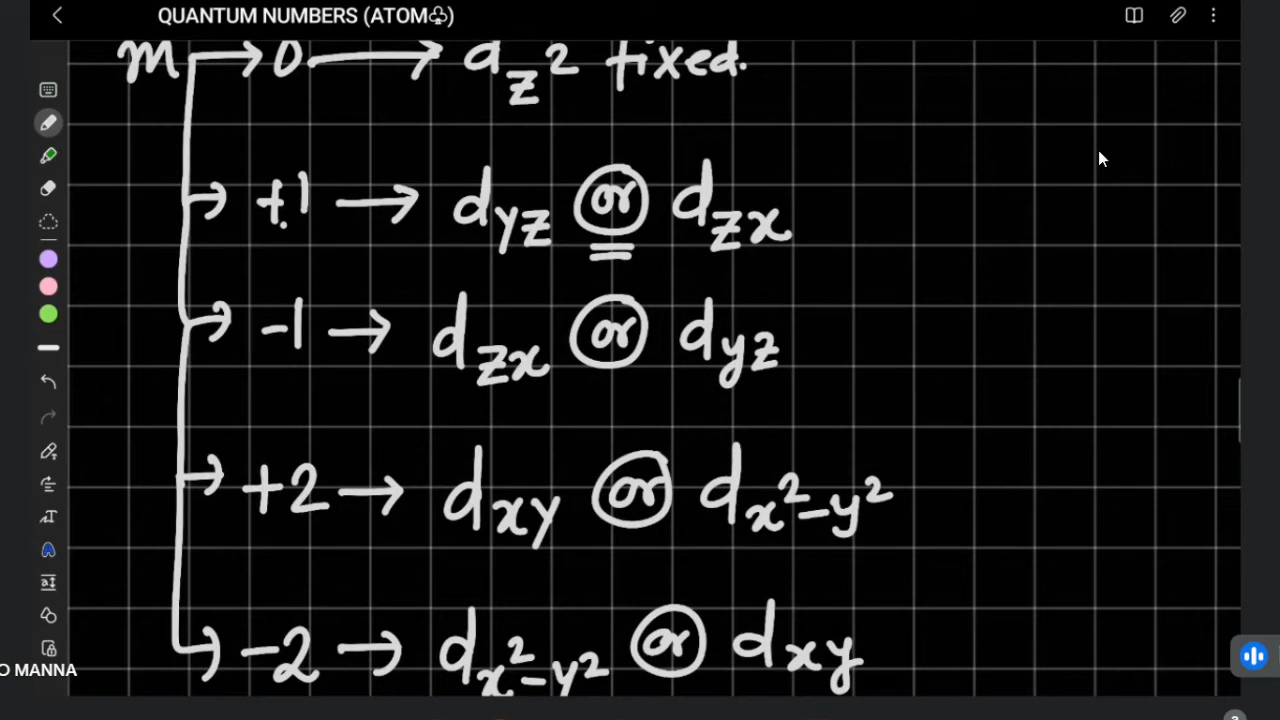 QUANTUM NUMBERS (ATOM♧)
m → 0 → dz² fixed.
→ +1 → dyz or dzx
→ -1 → dzx or dyz
→ +2 → dxy or dx²-y²
→ -2 → dx²-y² or dxy
O MANNA